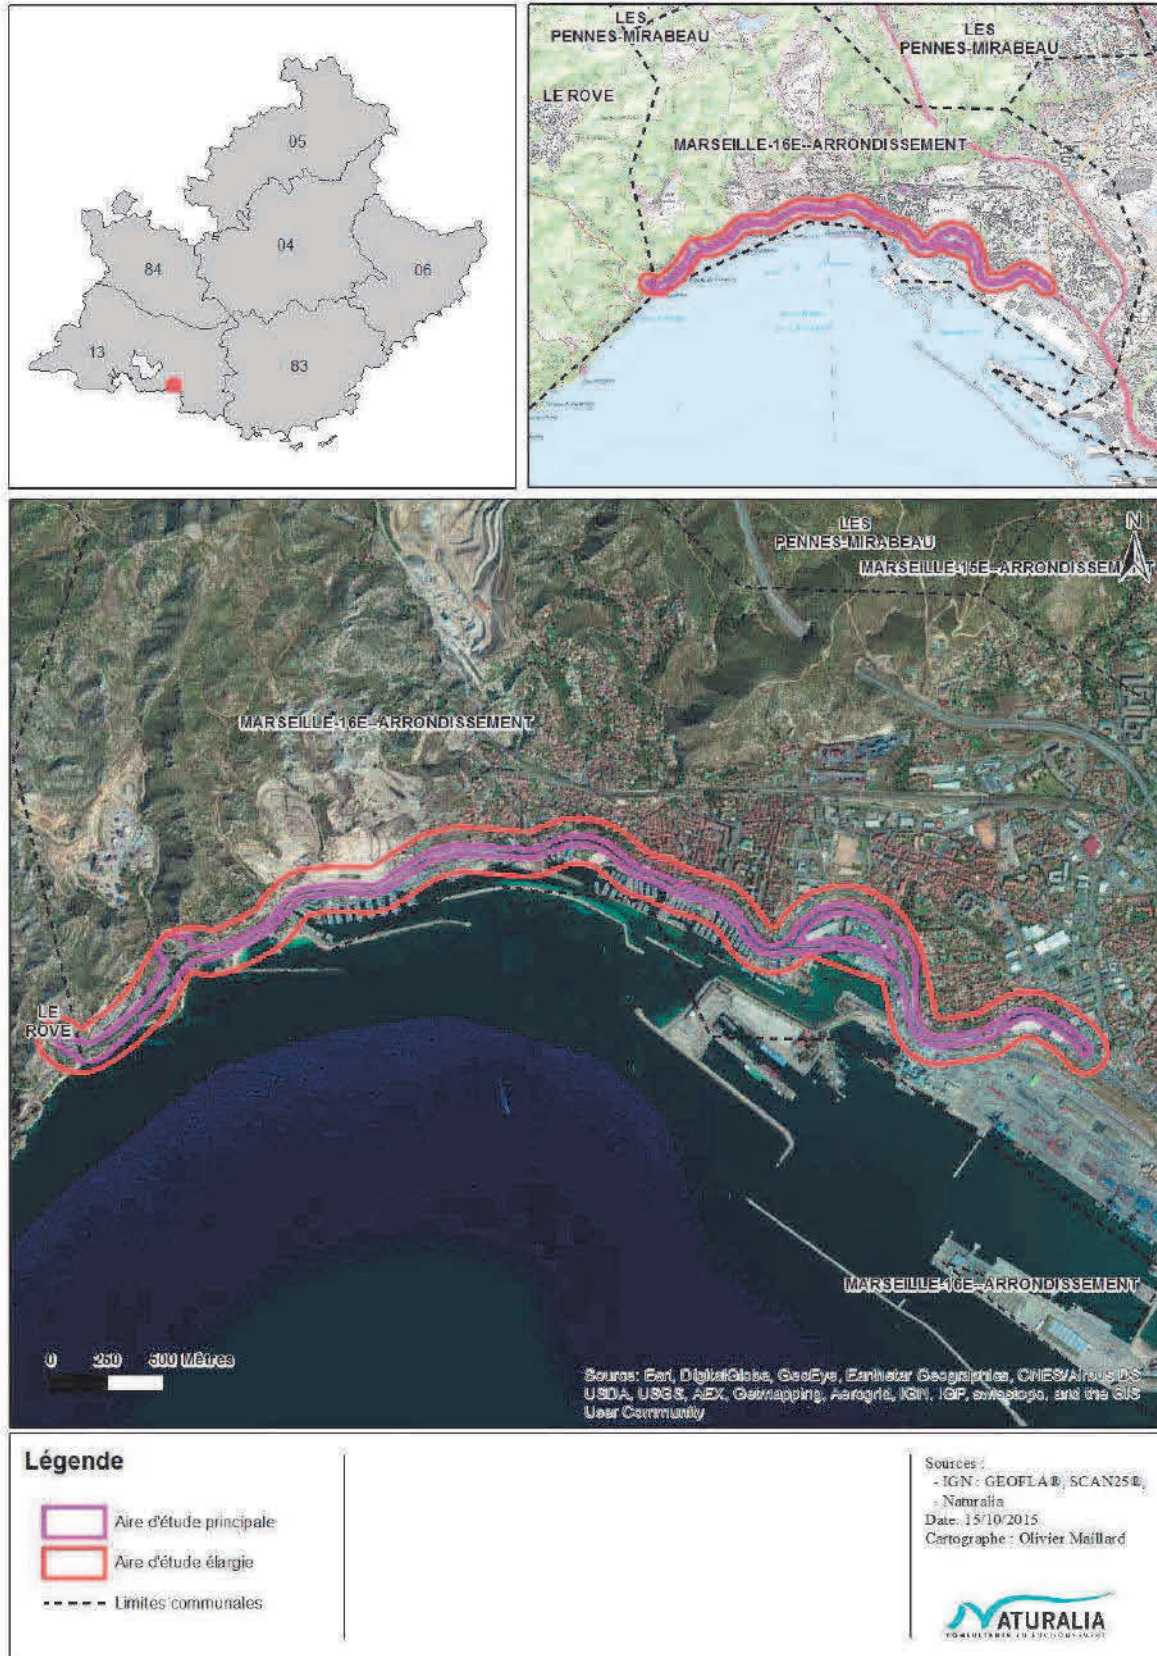 05
04
84
06
13
83
LES
PENNES-MIRABEAU
LES
PENNES-MIRABEAU
LE ROVE
MARSEILLE-16E--ARRONDISSEMENT
LES
PENNES-MIRABEAU
N
MARSEILLE-15E--ARRONDISSEMENT
MARSEILLE-16E--ARRONDISSEMENT
LE
ROVE
MARSEILLE-16E--ARRONDISSEMENT
0 250 500 Mètres
Source: Esri, DigitalGlobe, GeoEye, Earthstar Geographics, CNES/Airbus DS
USDA, USGS, AEX, Getmapping, Aerogrid, IGN, IGP, swisstopo, and the GIS
User Community
Légende
Aire d'étude principale
Aire d'étude élargie
Limites communales
Sources :
- IGN : GEOFLA®, SCAN25®,
- Naturalia
Date: 15/10/2015
Cartographe : Olivier Maillard
NATURALIA
CONSULTANTS EN ENVIRONNEMENT